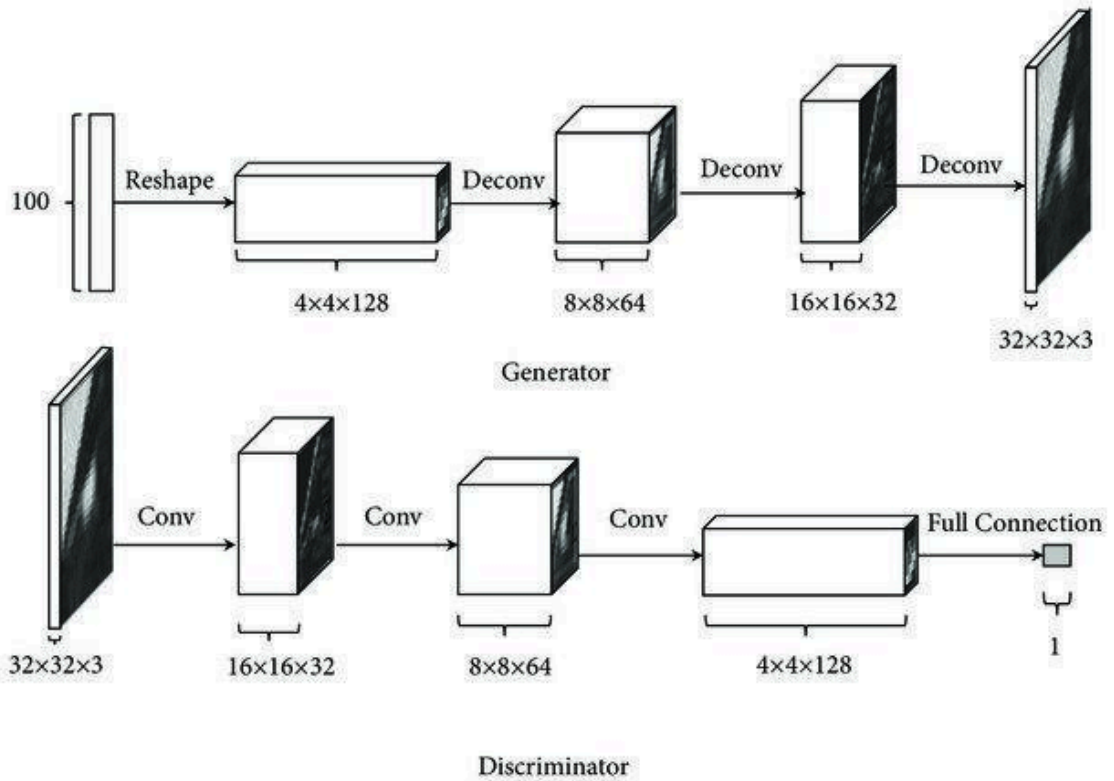 100
Reshape
Deconv
Deconv
Deconv
4×4×128
8×8×64
16×16×32
32×32×3
Generator
Conv
Conv
Conv
Full Connection
32×32×3
16×16×32
8×8×64
4×4×128
1
Discriminator